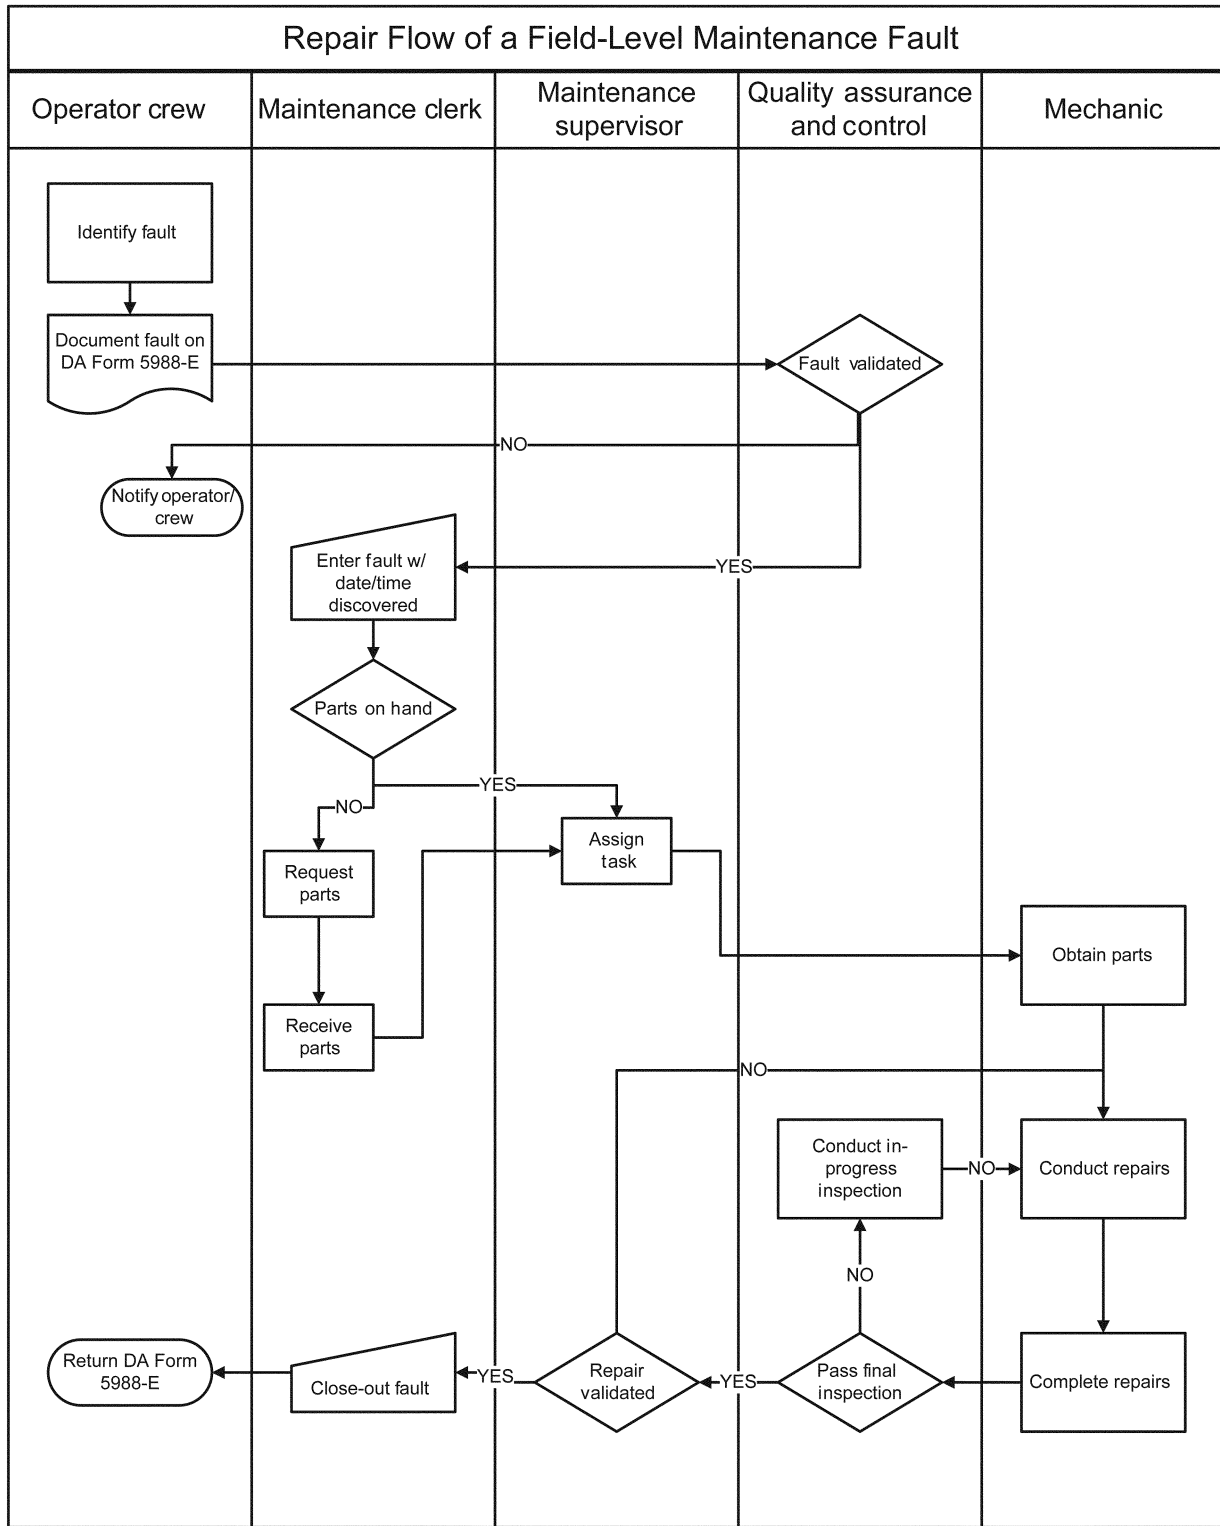 Repair Flow of a Field-Level Maintenance Fault
Operator crew
Maintenance clerk
Maintenance
supervisor
Quality assurance
and control
Mechanic
Identify fault
Document fault on
DA Form 5988-E
Fault validated
NO
Notify operator/
crew
Enter fault w/
date/time
discovered
YES
Parts on hand
YES
NO
Assign
task
Request
parts
Obtain parts
Receive
parts
NO
Conduct in-
progress
inspection
NO
Conduct repairs
NO
Return DA Form
5988-E
Close-out fault
YES
Repair
validated
YES
Pass final
inspection
Complete repairs